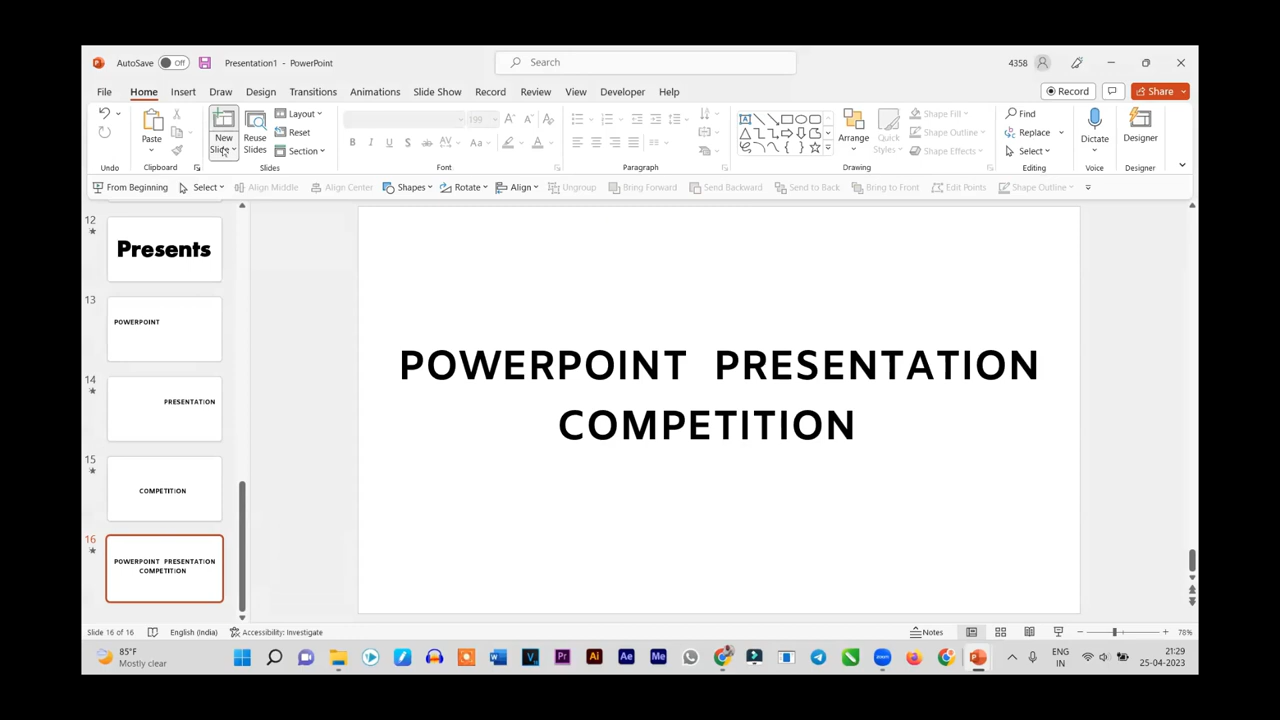 AutoSave Off Presentation1 - PowerPoint Search 4358
File Home Insert Draw Design Transitions Animations Slide Show Record Review View Developer Help Record Share
Paste New Slide Reuse Slides Layout Reset Section 199 Aa Arrange Quick Styles Shape Fill Shape Outline Shape Effects Find Replace Select Dictate Designer
Undo Clipboard Slides Font Paragraph Drawing Editing Voice Designer
From Beginning Select Align Middle Align Center Shapes Rotate Align Ungroup Bring Forward Send Backward Send to Back Bring to Front Edit Points Shape Outline
12
Presents
13
POWERPOINT
14
PRESENTATION
15
COMPETITION
16
POWERPOINT PRESENTATION
COMPETITION
POWERPOINT PRESENTATION
COMPETITION
Slide 16 of 16 English (India) Accessibility: Investigate Notes 78%
85°F
Mostly clear
ENG
IN
21:29
25-04-2023